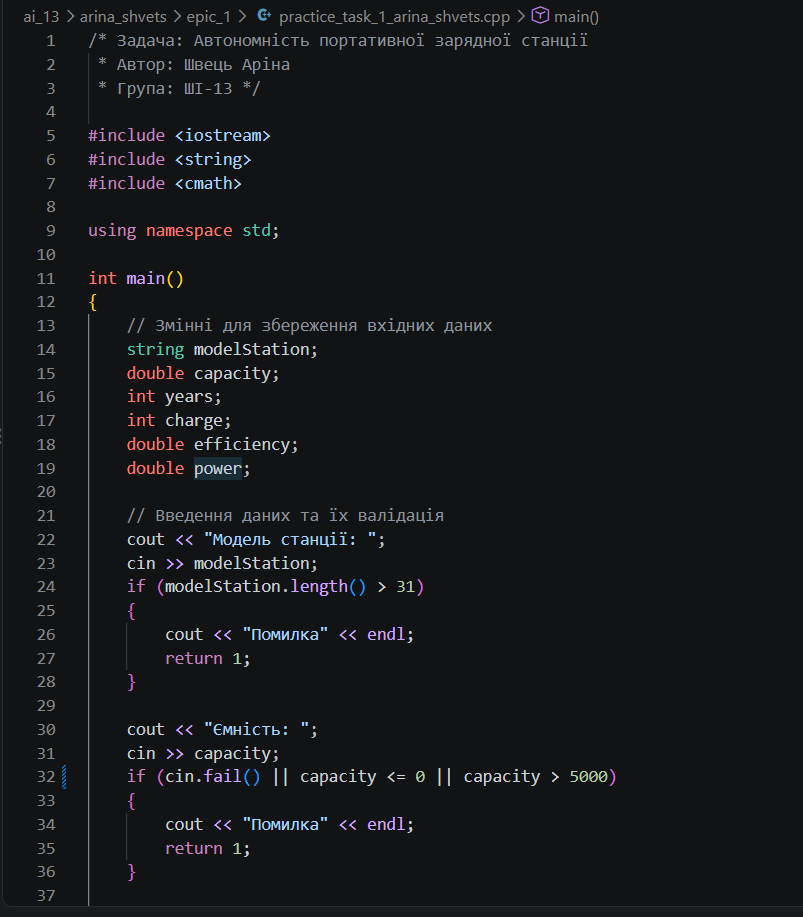 ai_13 > arina_shvets > epic_1 > practice_task_1_arina_shvets.cpp > main()
1 /* Задача: Автономність портативної зарядної станції
2 * Автор: Швець Аріна
3 * Група: ШІ-13 */
4
5 #include <iostream>
6 #include <string>
7 #include <cmath>
8
9 using namespace std;
10
11 int main()
12 {
13 // Змінні для збереження вхідних даних
14 string modelStation;
15 double capacity;
16 int years;
17 int charge;
18 double efficiency;
19 double power;
20
21 // Введення даних та їх валідація
22 cout << "Модель станції: ";
23 cin >> modelStation;
24 if (modelStation.length() > 31)
25 {
26 cout << "Помилка" << endl;
27 return 1;
28 }
29
30 cout << "Ємність: ";
31 cin >> capacity;
32 if (cin.fail() || capacity <= 0 || capacity > 5000)
33 {
34 cout << "Помилка" << endl;
35 return 1;
36 }
37